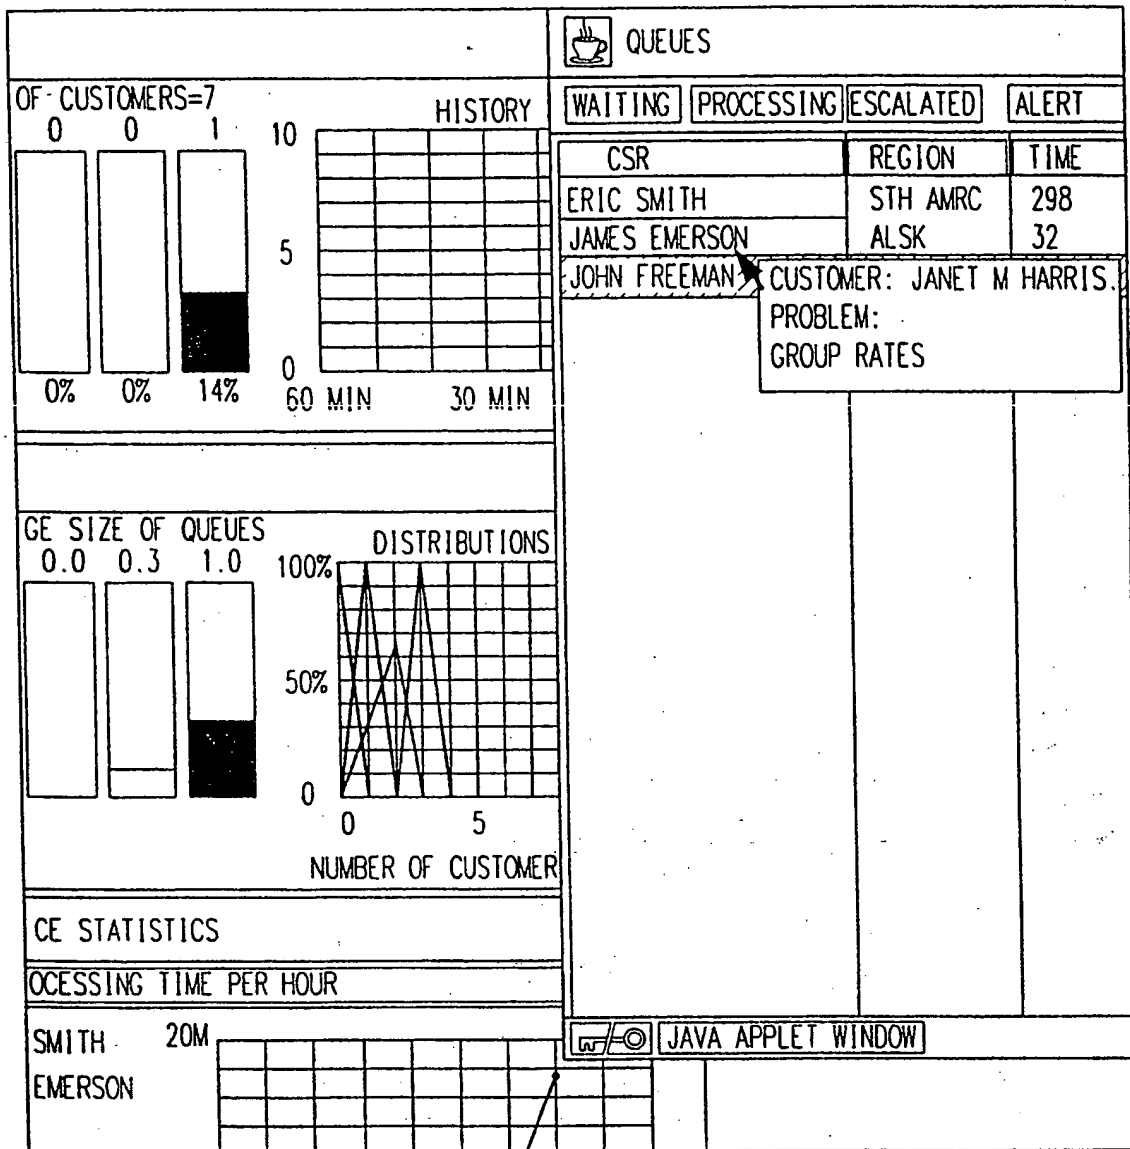 OF CUSTOMERS=7
0 0 1
HISTORY
10
5
0
0% 0% 14%
60 MIN 30 MIN
GE SIZE OF QUEUES
0.0 0.3 1.0
DISTRIBUTIONS
100%
50%
0
0 5
NUMBER OF CUSTOMER
CE STATISTICS
OCESSING TIME PER HOUR
SMITH
EMERSON
20M
QUEUES
WAITING PROCESSING ESCALATED ALERT
CSR REGION TIME
ERIC SMITH STH AMRC 298
JAMES EMERSON ALSK 32
JOHN FREEMAN
CUSTOMER: JANET M HARRIS.
PROBLEM:
GROUP RATES
JAVA APPLET WINDOW